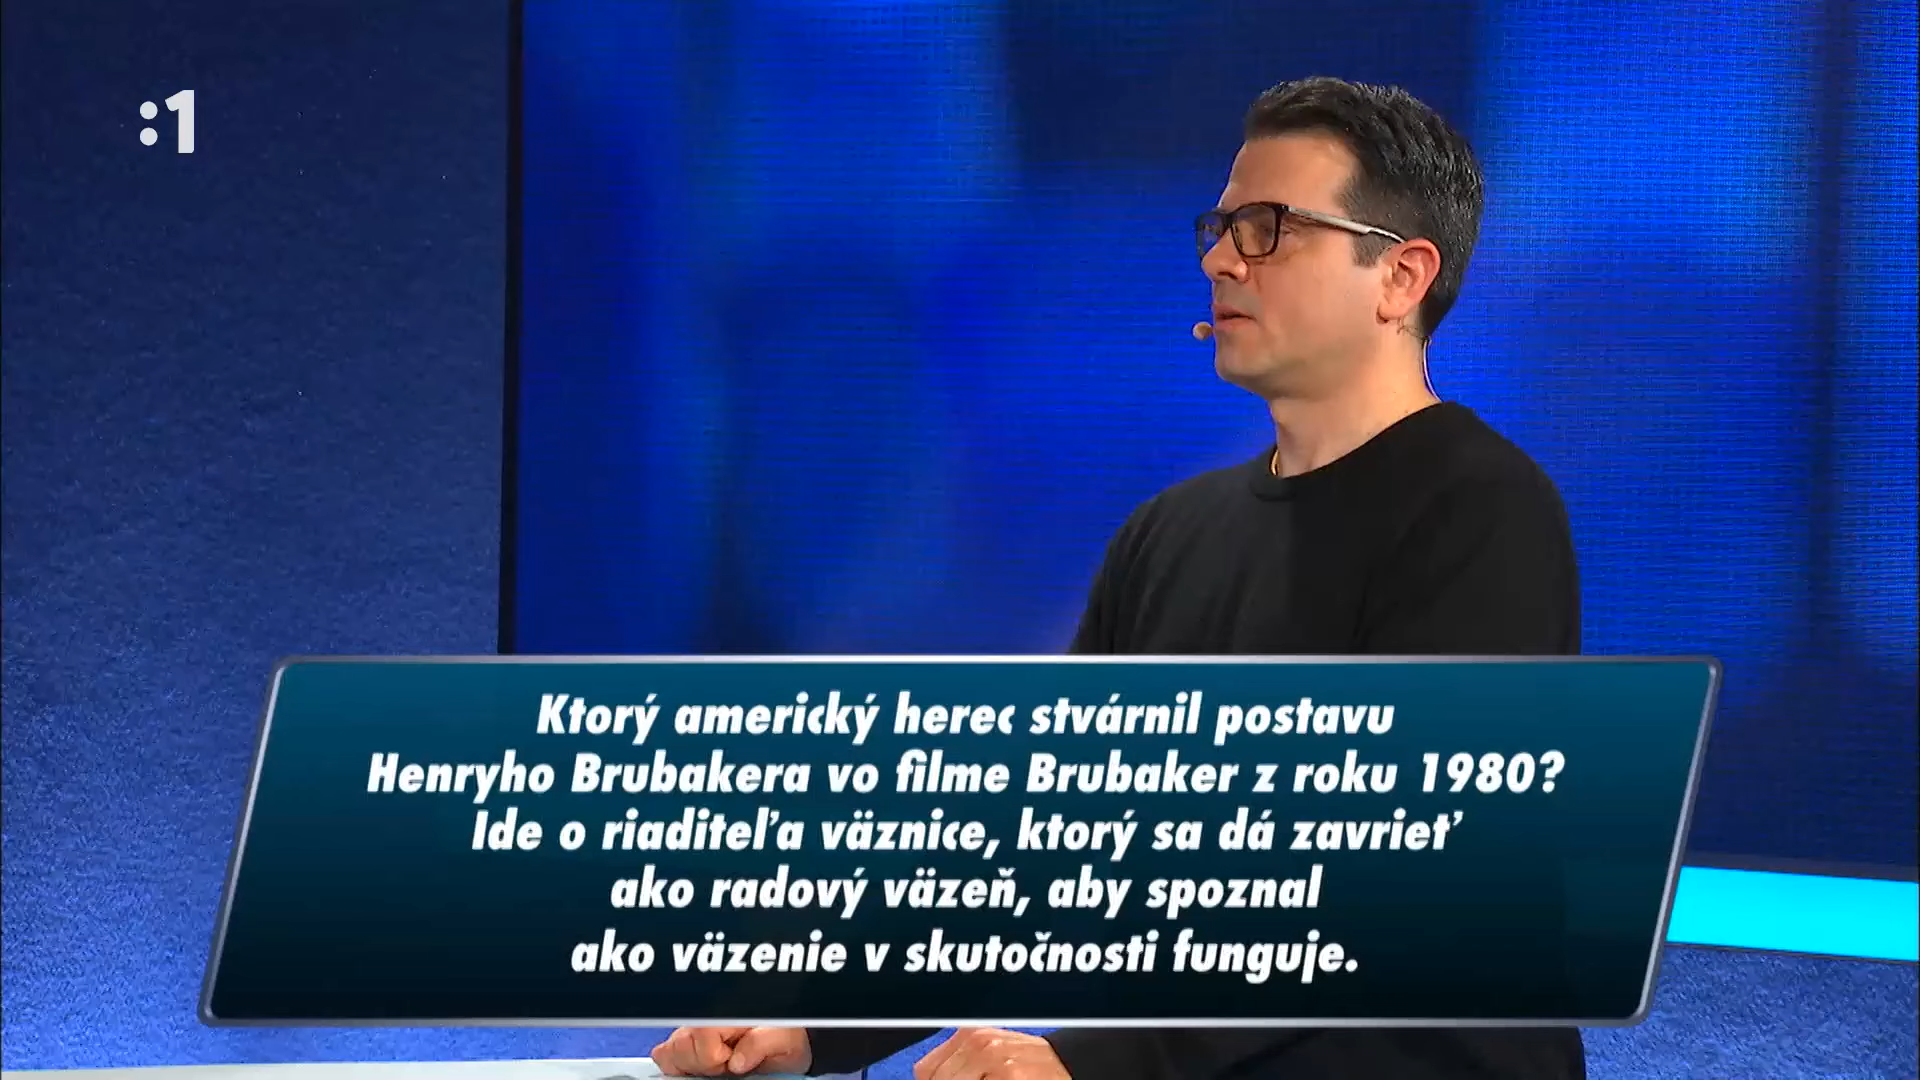 :1
Ktorý americký herec stvárnil postavu
Henryho Brubakera vo filme Brubaker z roku 1980?
Ide o riaditeľa väznice, ktorý sa dá zavrieť
ako radový väzeň, aby spoznal
ako väzenie v skutočnosti funguje.